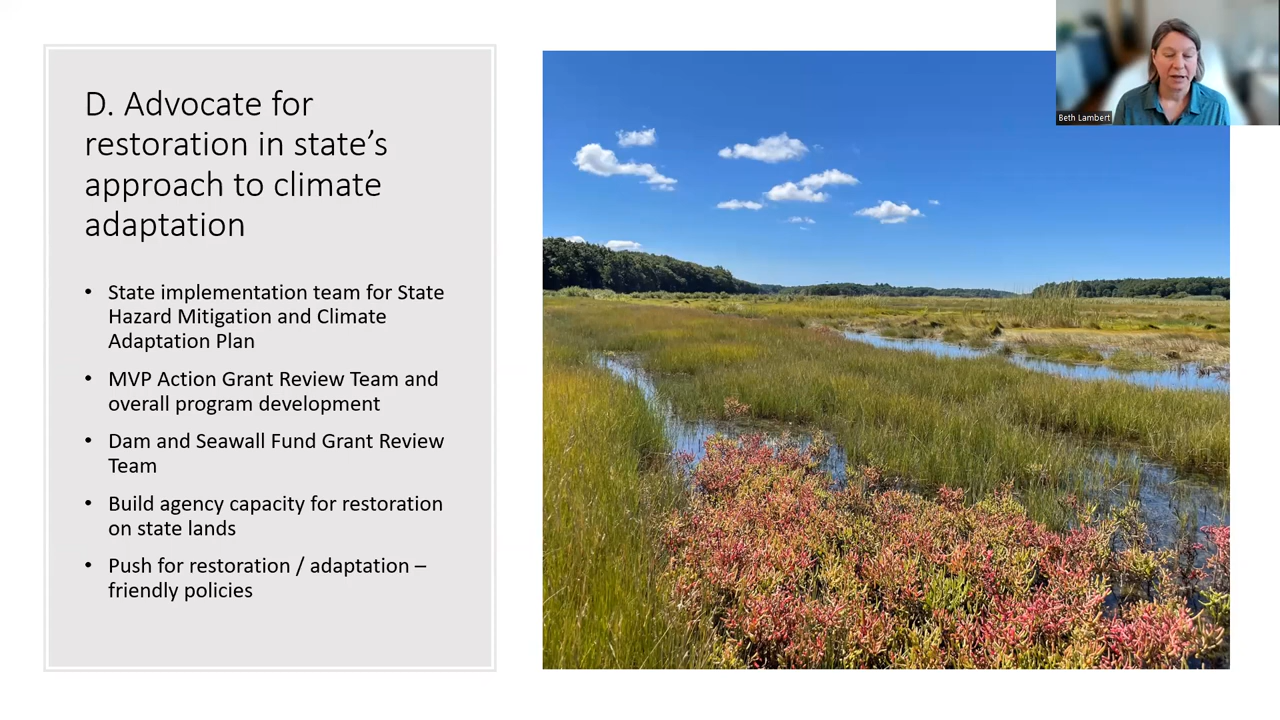 D. Advocate for
restoration in state’s
approach to climate
adaptation
• State implementation team for State
Hazard Mitigation and Climate
Adaptation Plan
• MVP Action Grant Review Team and
overall program development
• Dam and Seawall Fund Grant Review
Team
• Build agency capacity for restoration
on state lands
• Push for restoration / adaptation –
friendly policies
Beth Lambert